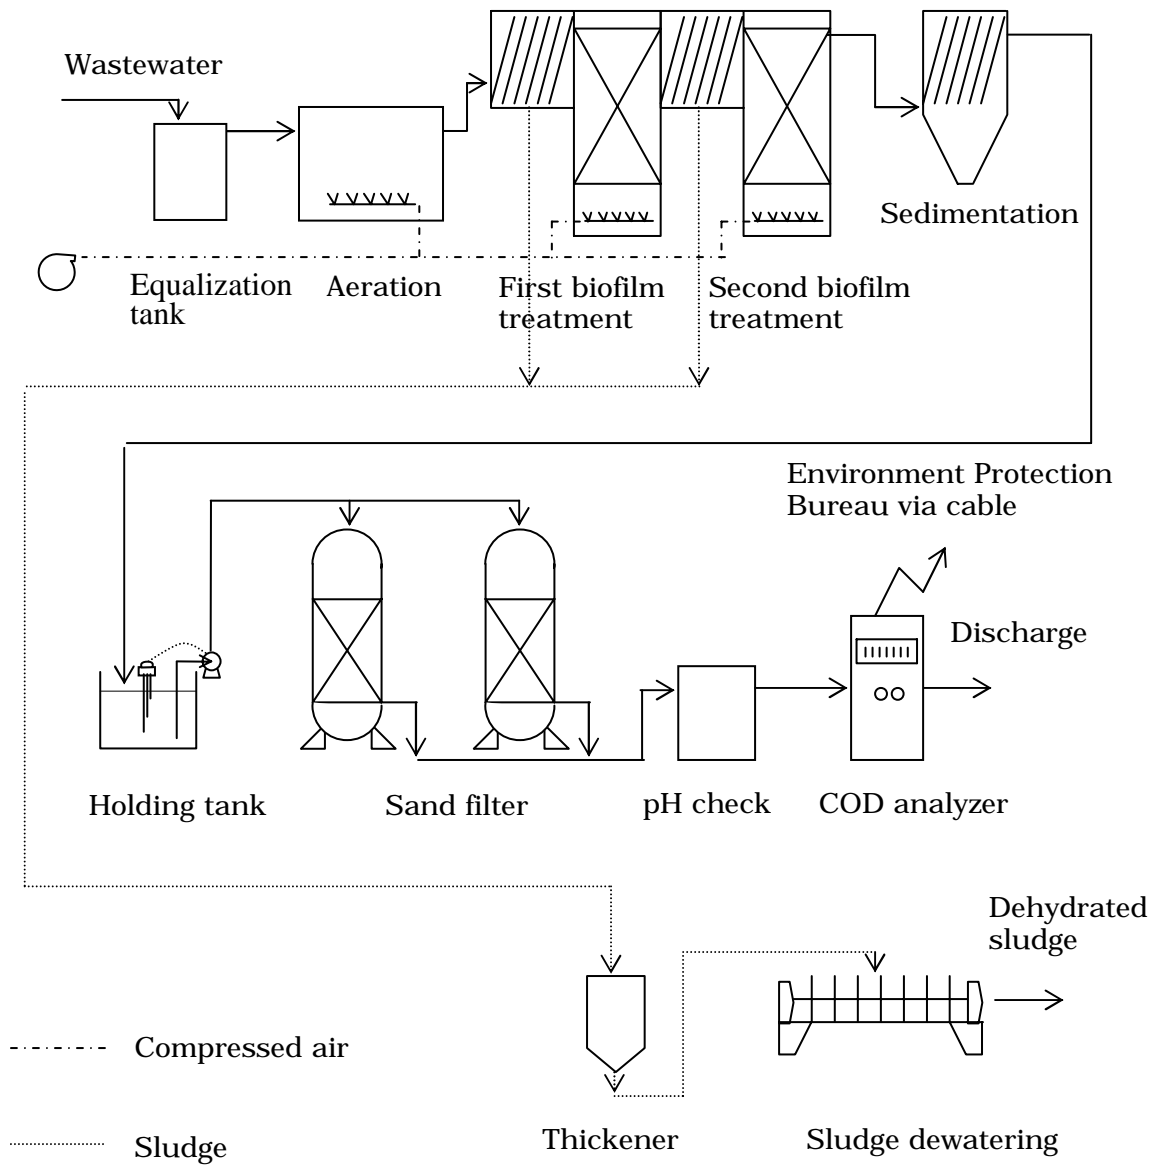 Wastewater
Sedimentation
Equalization
tank
Aeration
First biofilm
treatment
Second biofilm
treatment
Environment Protection
Bureau via cable
Discharge
Holding tank
Sand filter
pH check
COD analyzer
Dehydrated
sludge
Compressed air
Sludge
Thickener
Sludge dewatering